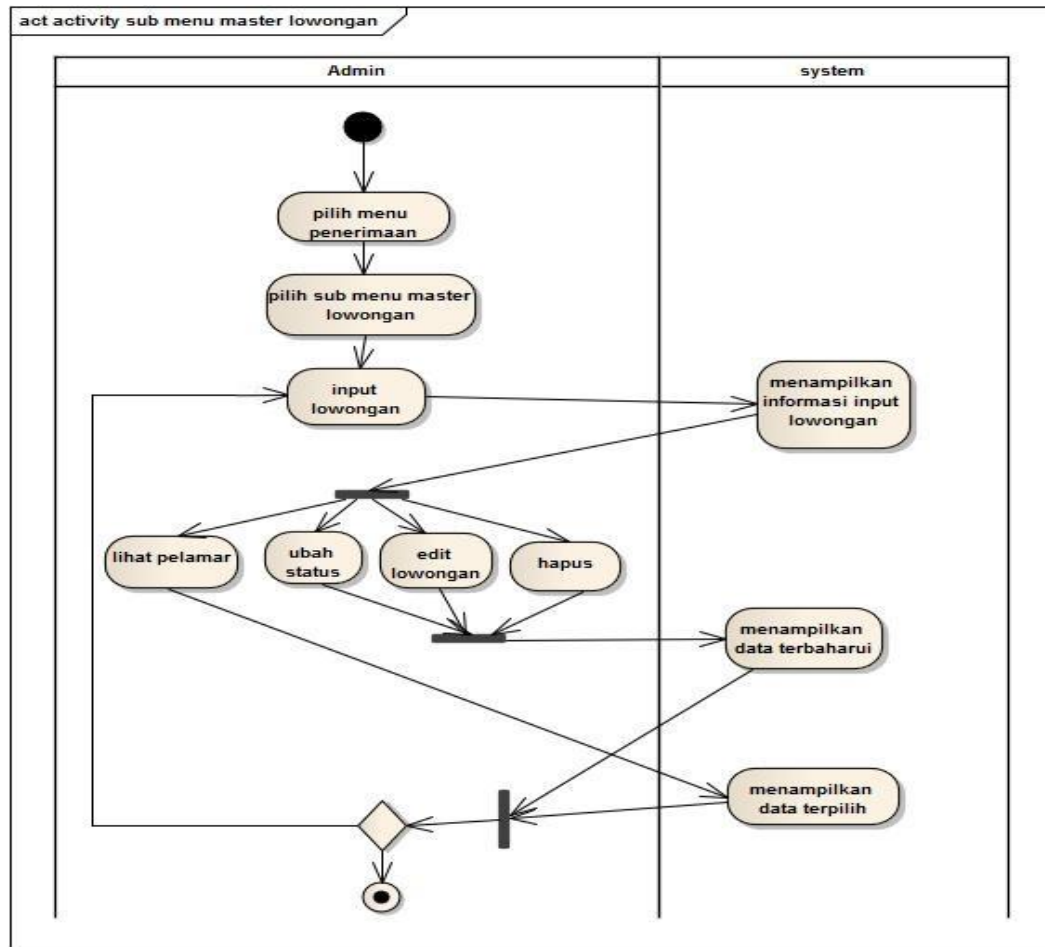 act activity sub menu master lowongan
Admin
system
pilih menu
penerimaan
pilih sub menu master
lowongan
input
lowongan
menampilkan
informasi input
lowongan
lihat pelamar
ubah
status
edit
lowongan
hapus
menampilkan
data terbaharui
menampilkan
data terpilih